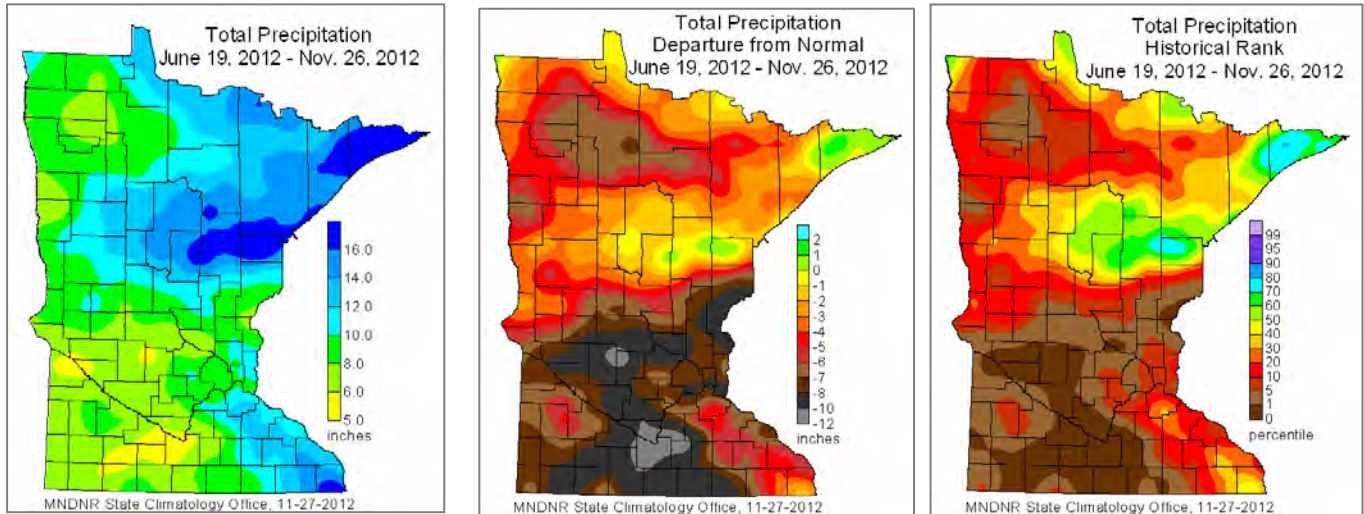 Total Precipitation
June 19, 2012 - Nov. 26, 2012
16.0
14.0
12.0
10.0
8.0
6.0
5.0
inches
MNDNR State Climatology Office, 11-27-2012
Total Precipitation
Departure from Normal
June 19, 2012 - Nov. 26, 2012
2
1
0
-1
-2
-3
-4
-5
-6
-7
-8
-10
-12
inches
MNDNR State Climatology Office, 11-27-2012
Total Precipitation
Historical Rank
June 19, 2012 - Nov. 26, 2012
99
95
90
80
70
60
50
40
30
20
10
5
1
0
percentile
MNDNR State Climatology Office, 11-27-2012